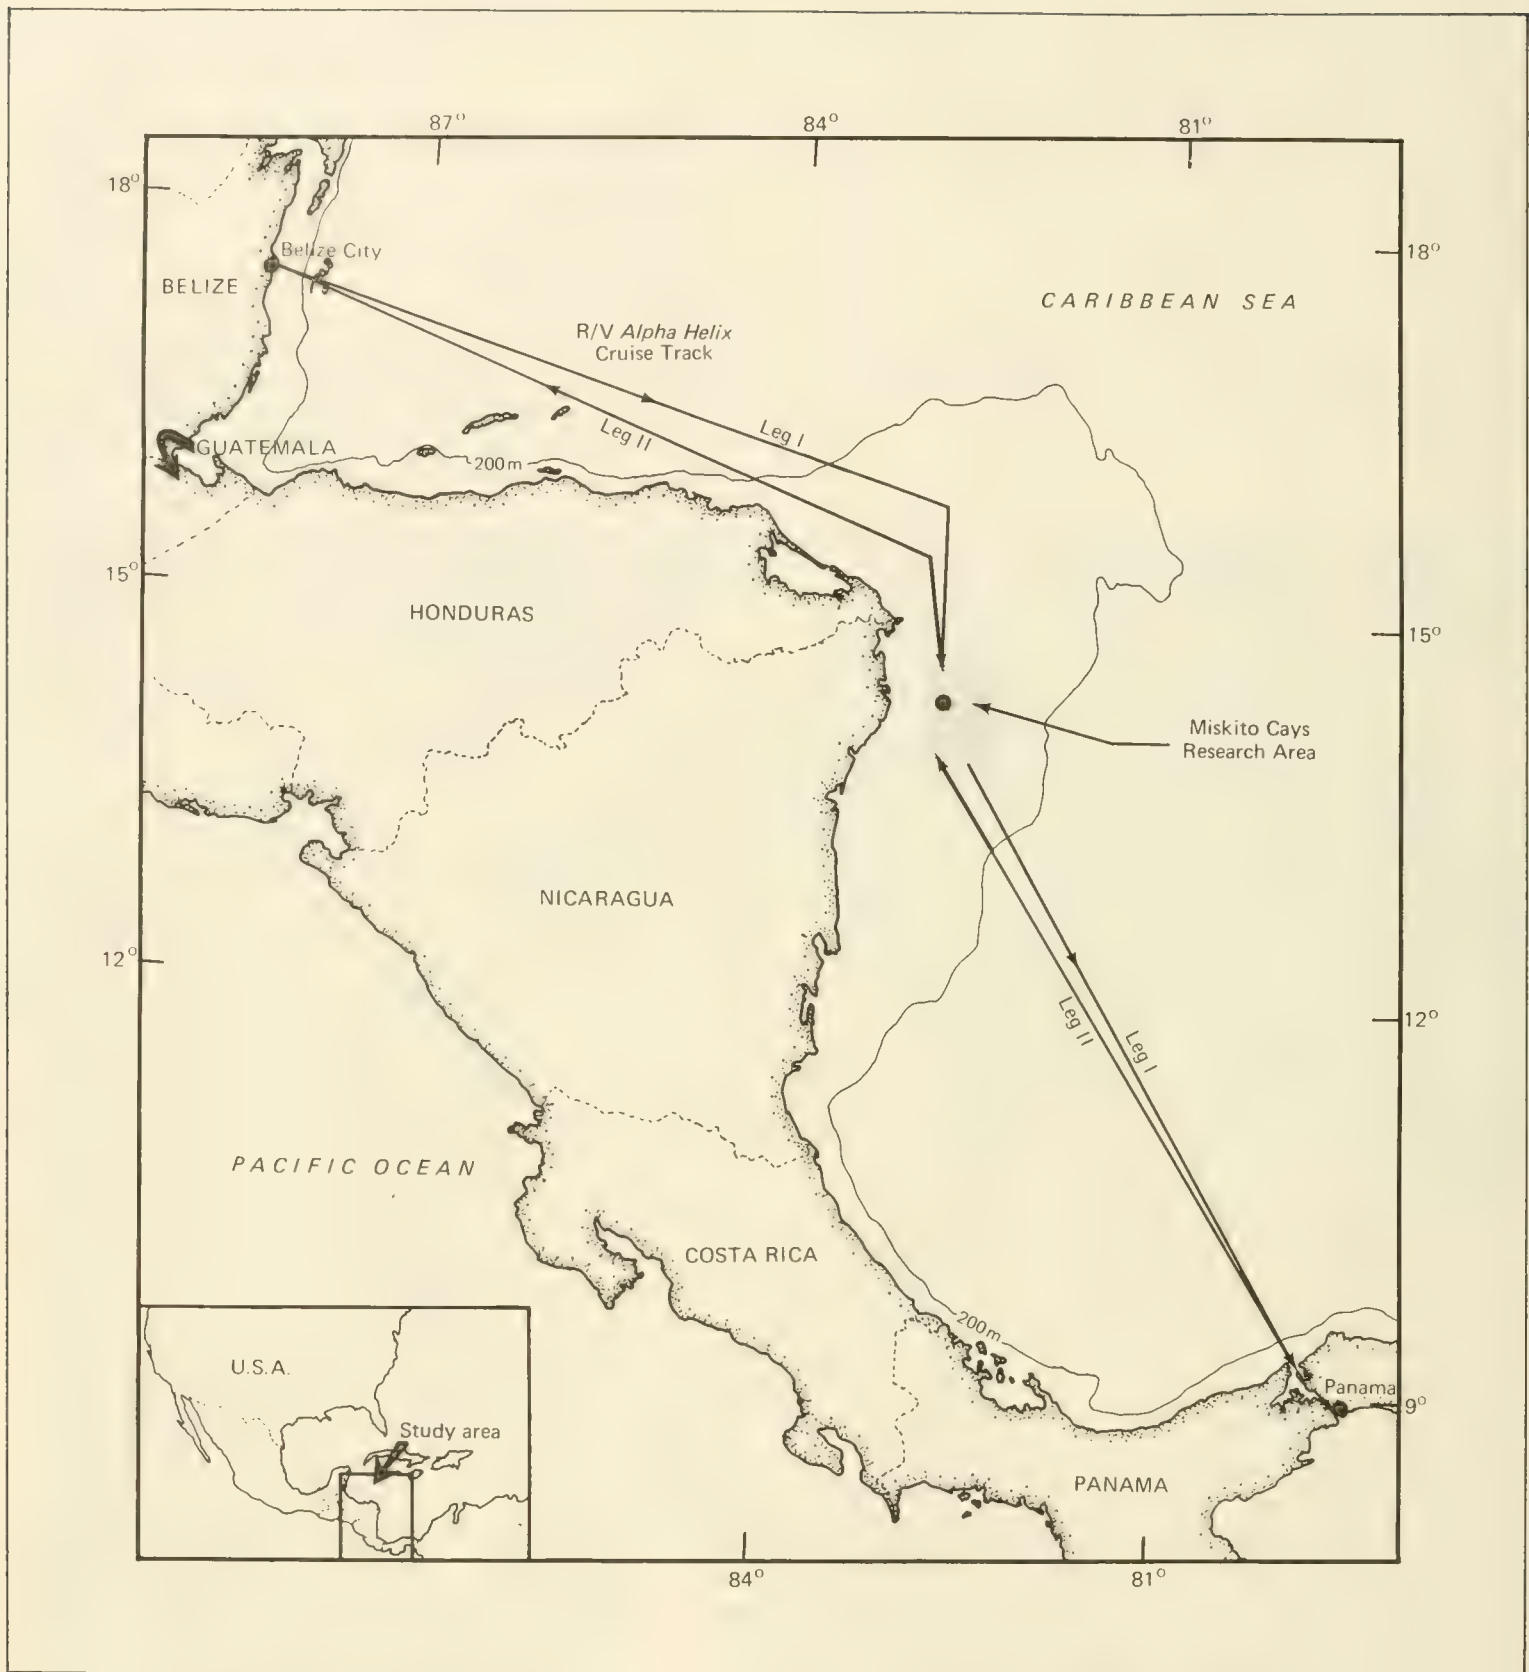 87° 84° 81°
18°
18°
Belize City
BELIZE
CARIBBEAN SEA
R/V Alpha Helix
Cruise Track
Leg I
Leg II
GUATEMALA
200m
15°
HONDURAS
15°
Miskito Cays
Research Area
NICARAGUA
12°
12°
Leg II
Leg I
PACIFIC OCEAN
COSTA RICA
200m
U.S.A.
Panama
9°
Study area
PANAMA
84° 81°